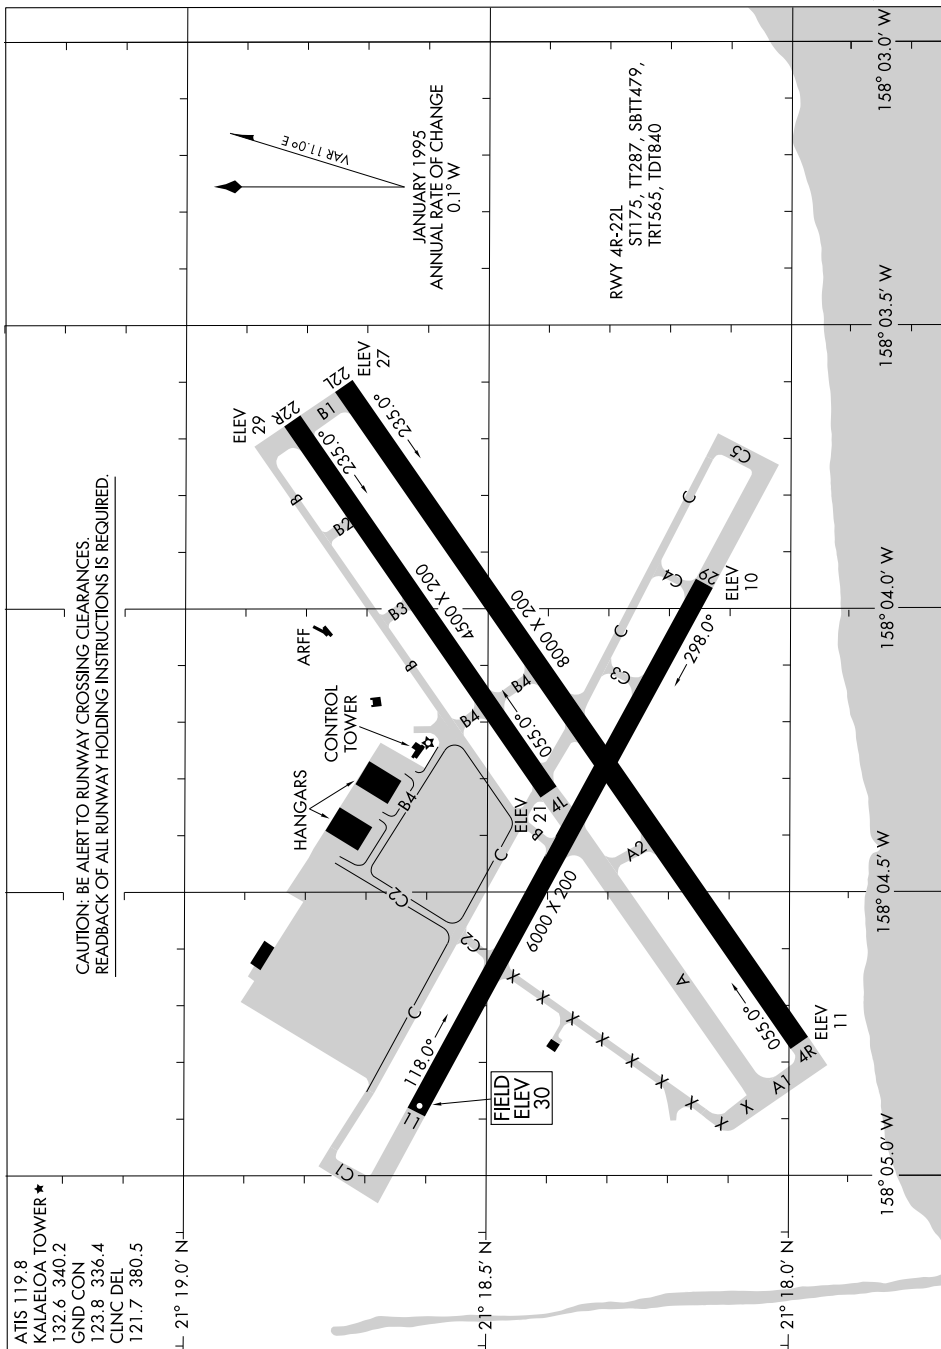 ATIS 119.8
KALAELOA TOWER ★
132.6 340.2
GND CON
123.8 336.4
CLNC DEL
121.7 380.5
CAUTION: BE ALERT TO RUNWAY CROSSING CLEARANCES.
READBACK OF ALL RUNWAY HOLDING INSTRUCTIONS IS REQUIRED.
VAR 11.0° E
JANUARY 1995
ANNUAL RATE OF CHANGE
0.1° W
RWY 4R-22L
ST175, TT287, SBTT479,
TRT565, TDT840
21° 19.0' N
21° 18.5' N
21° 18.0' N
158° 05.0' W
158° 04.5' W
158° 04.0' W
158° 03.5' W
158° 03.0' W
HANGARS
CONTROL
TOWER
ARFF
ELEV
29
22R
B1
22L
ELEV
27
235.0°
235.0°
B
B2
B3
B
4500 X 200
8000 X 200
B4
B4
B4
055.0°
4L
ELEV
21
B
C
C2
C2
C
C1
11
118.0°
FIELD
ELEV
30
6000 X 200
A2
A
X
X
X
X
X
X
X
X
X
A1
4R
ELEV
11
055.0°
C3
C
C4
C
C5
29
ELEV
10
298.0°